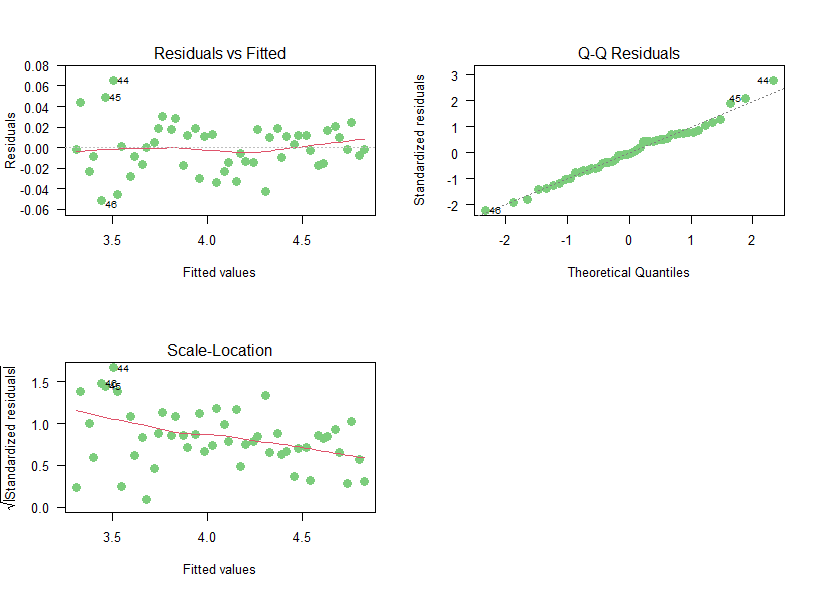 Residuals vs Fitted
Residuals
0.08
0.06
0.04
0.02
0.00
-0.02
-0.04
-0.06
44
45
46
3.5 4.0 4.5
Fitted values
Q-Q Residuals
Standardized residuals
3
2
1
0
-1
-2
44
45
46
-2 -1 0 1 2
Theoretical Quantiles
Scale-Location
√|Standardized residuals|
1.5
1.0
0.5
0.0
44
46
45
3.5 4.0 4.5
Fitted values